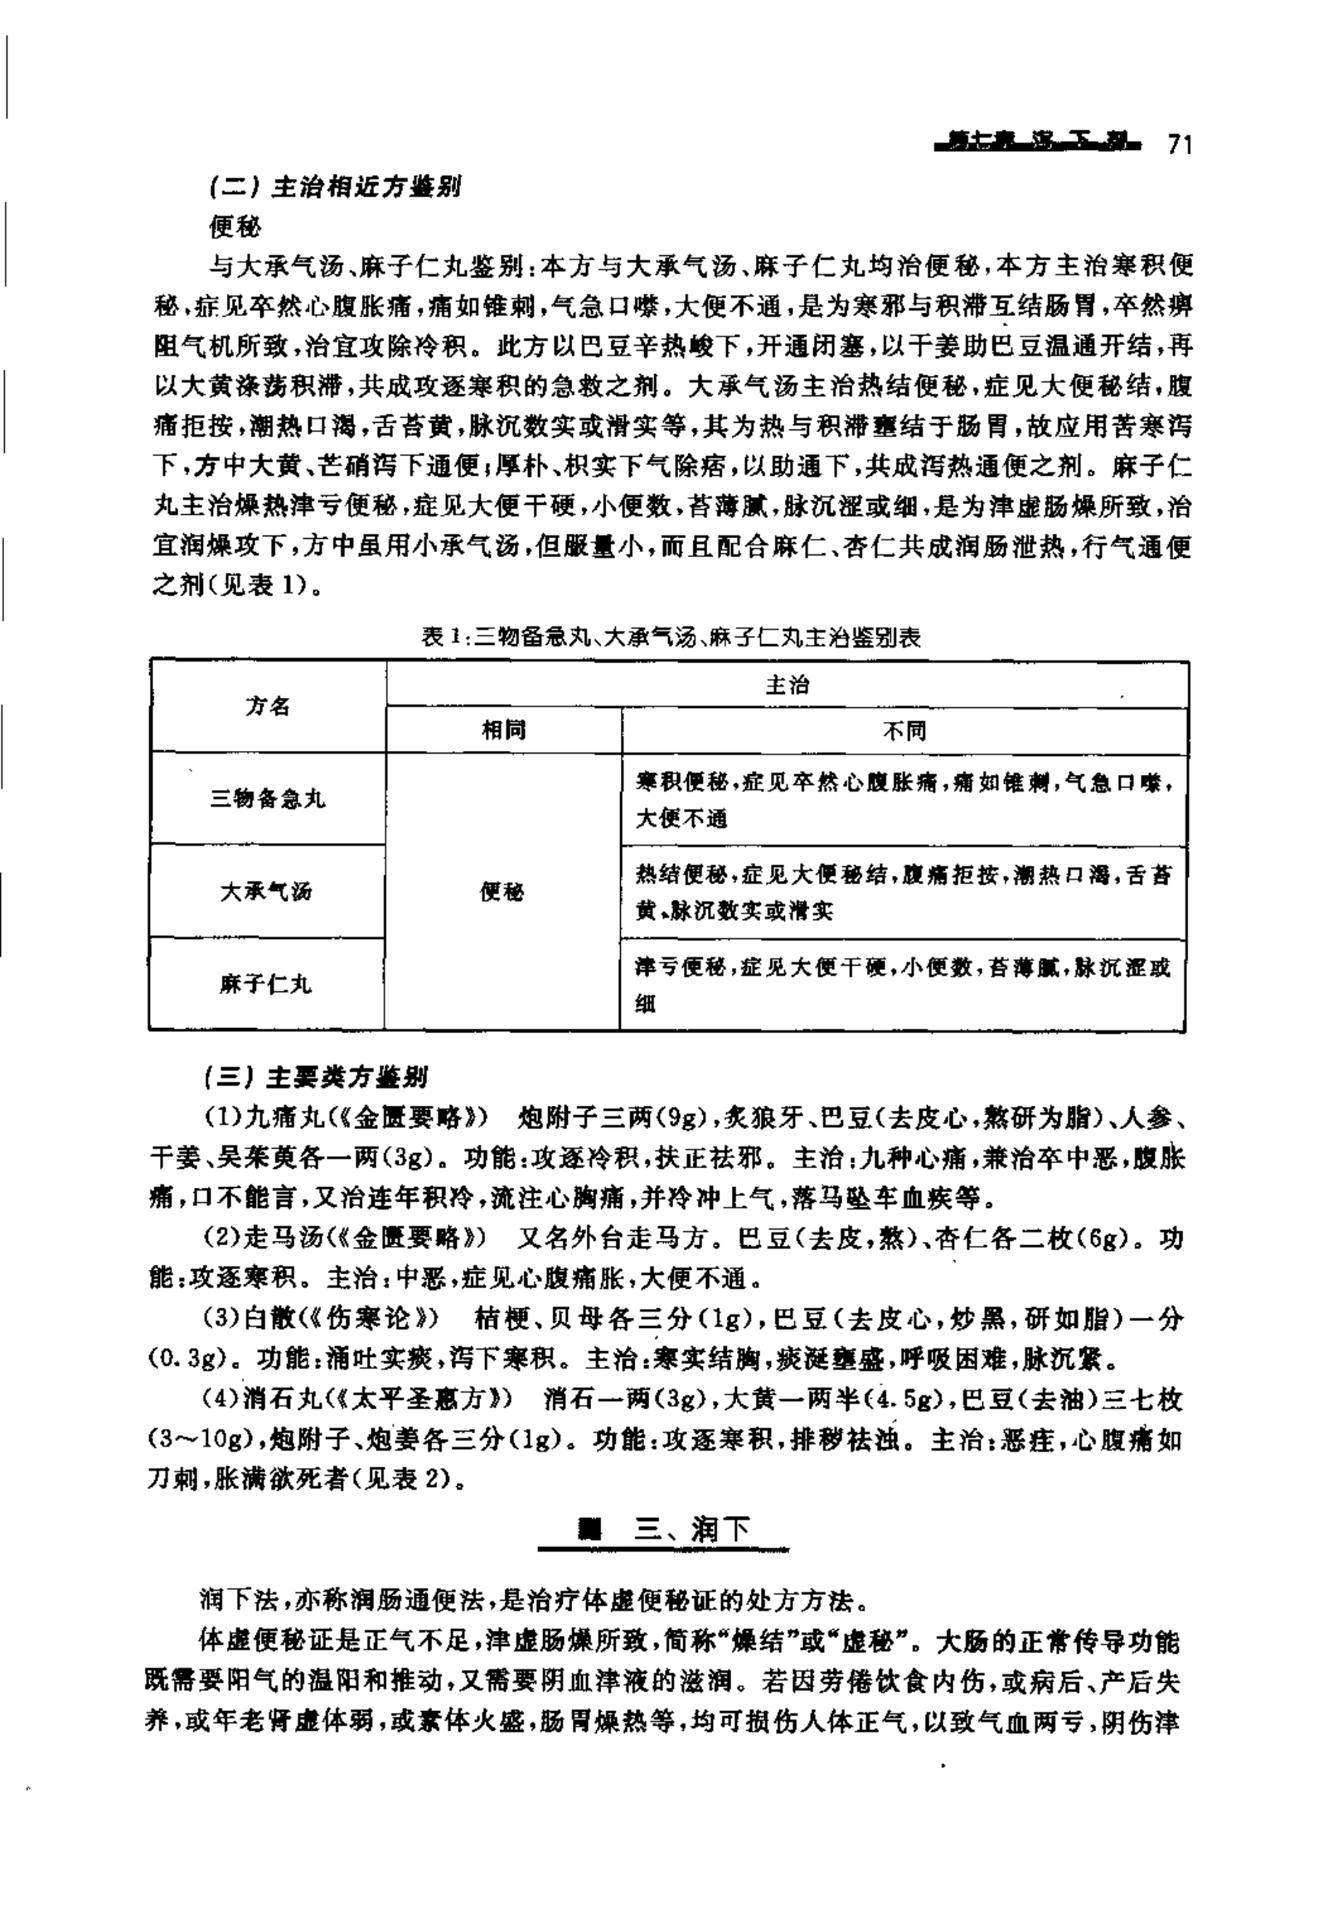 第七章 泻下剂 71
(二) 主治相近方鉴别
便秘
与大承气汤、麻子仁丸鉴别:本方与大承气汤、麻子仁丸均治便秘,本方主治寒积便
秘,症见卒然心腹胀痛,痛如锥刺,气急口噤,大便不通,是为寒邪与积滞互结肠胃,卒然痹
阻气机所致,治宜攻除冷积。此方以巴豆辛热峻下,开通闭塞,以干姜助巴豆温通开结,再
以大黄涤荡积滞,共成攻逐寒积的急救之剂。大承气汤主治热结便秘,症见大便秘结,腹
痛拒按,潮热口渴,舌苔黄,脉沉数实或滑实等,其为热与积滞壅结于肠胃,故应用苦寒泻
下,方中大黄、芒硝泻下通便;厚朴、枳实下气除痞,以助通下,共成泻热通便之剂。麻子仁
丸主治燥热津亏便秘,症见大便干硬,小便数,苔薄腻,脉沉涩或细,是为津虚肠燥所致,治
宜润燥攻下,方中虽用小承气汤,但服量小,而且配合麻仁、杏仁共成润肠泄热,行气通便
之剂(见表1)。
表1:三物备急丸、大承气汤、麻子仁丸主治鉴别表
方名
主治
相同
不同
三物备急丸
寒积便秘,症见卒然心腹胀痛,痛如锥刺,气急口噤,
大便不通
大承气汤
便秘
热结便秘,症见大便秘结,腹痛拒按,潮热口渴,舌苔
黄、脉沉数实或滑实
麻子仁丸
津亏便秘,症见大便干硬,小便数,苔薄腻,脉沉涩或
细
(三) 主要类方鉴别
(1)九痛丸(《金匮要略》) 炮附子三两(9g),炙狼牙、巴豆(去皮心,熬研为脂)、人参、
干姜、吴茱萸各一两(3g)。功能:攻逐冷积,扶正祛邪。主治:九种心痛,兼治卒中恶,腹胀
痛,口不能言,又治连年积冷,流注心胸痛,并冷冲上气,落马坠车血疾等。
(2)走马汤(《金匮要略》) 又名外台走马方。巴豆(去皮,熬)、杏仁各二枚(6g)。功
能:攻逐寒积。主治:中恶,症见心腹痛胀,大便不通。
(3)白散(《伤寒论》) 桔梗、贝母各三分(1g),巴豆(去皮心,炒黑,研如脂)一分
(0.3g)。功能:涌吐实痰,泻下寒积。主治:寒实结胸,痰涎壅盛,呼吸困难,脉沉紧。
(4)消石丸(《太平圣惠方》) 消石一两(3g),大黄一两半(4.5g),巴豆(去油)三七枚
(3～10g),炮附子、炮姜各三分(1g)。功能:攻逐寒积,排秽祛浊。主治:恶疰,心腹痛如
刀刺,胀满欲死者(见表2)。
三、润下
润下法,亦称润肠通便法,是治疗体虚便秘证的处方方法。
体虚便秘证是正气不足,津虚肠燥所致,简称“燥结”或“虚秘”。大肠的正常传导功能
既需要阳气的温阳和推动,又需要阴血津液的滋润。若因劳倦饮食内伤,或病后、产后失
养,或年老肾虚体弱,或素体火盛,肠胃燥热等,均可损伤人体正气,以致气血两亏,阴伤津